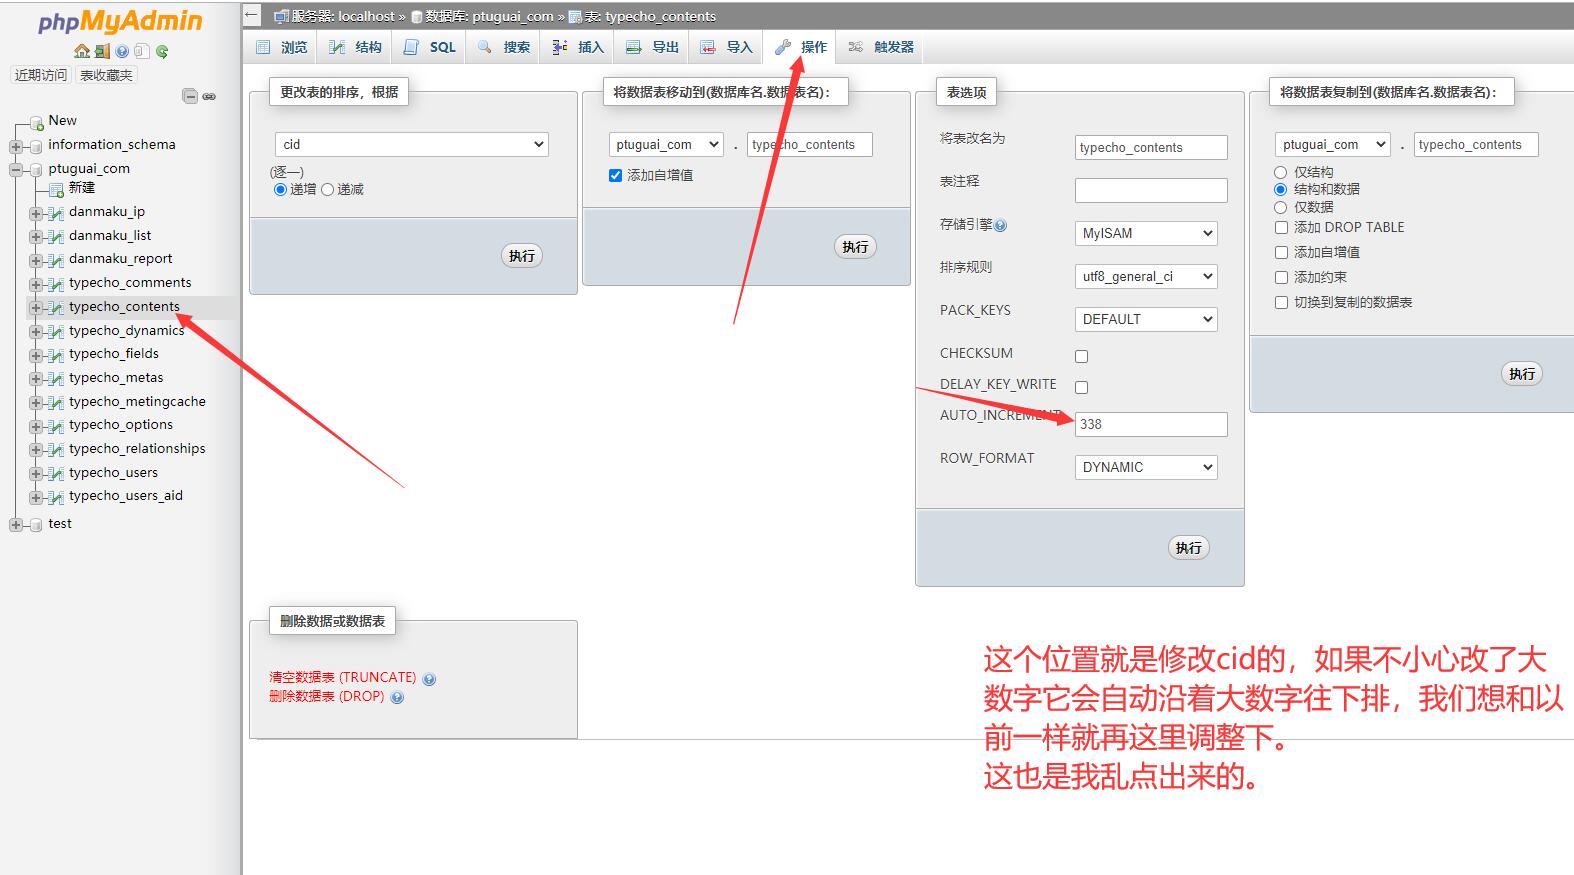 phpMyAdmin
近期访问 表收藏夹
New
information_schema
ptuguai_com
新建
danmaku_ip
danmaku_list
danmaku_report
typecho_comments
typecho_contents
typecho_dynamics
typecho_fields
typecho_metas
typecho_metingcache
typecho_options
typecho_relationships
typecho_users
typecho_users_aid
test
服务器: localhost » 数据库: ptuguai_com » 表: typecho_contents
浏览 结构 SQL 搜索 插入 导出 导入 操作 触发器
更改表的排序，根据
cid
(逐一)
递增 递减
执行
将数据表移动到(数据库名.数据表名)：
ptuguai_com . typecho_contents
添加自增值
执行
表选项
将表改名为 typecho_contents
表注释
存储引擎 MyISAM
排序规则 utf8_general_ci
PACK_KEYS DEFAULT
CHECKSUM
DELAY_KEY_WRITE
AUTO_INCREMENT 338
ROW_FORMAT DYNAMIC
执行
将数据表复制到(数据库名.数据表名)：
ptuguai_com . typecho_contents
仅结构
结构和数据
仅数据
添加 DROP TABLE
添加自增值
添加约束
切换到复制的数据表
执行
删除数据或数据表
清空数据表 (TRUNCATE)
删除数据表 (DROP)
这个位置就是修改cid的，如果不小心改了大
数字它会自动沿着大数字往下排，我们想和以
前一样就再这里调整下。
这也是我乱点出来的。